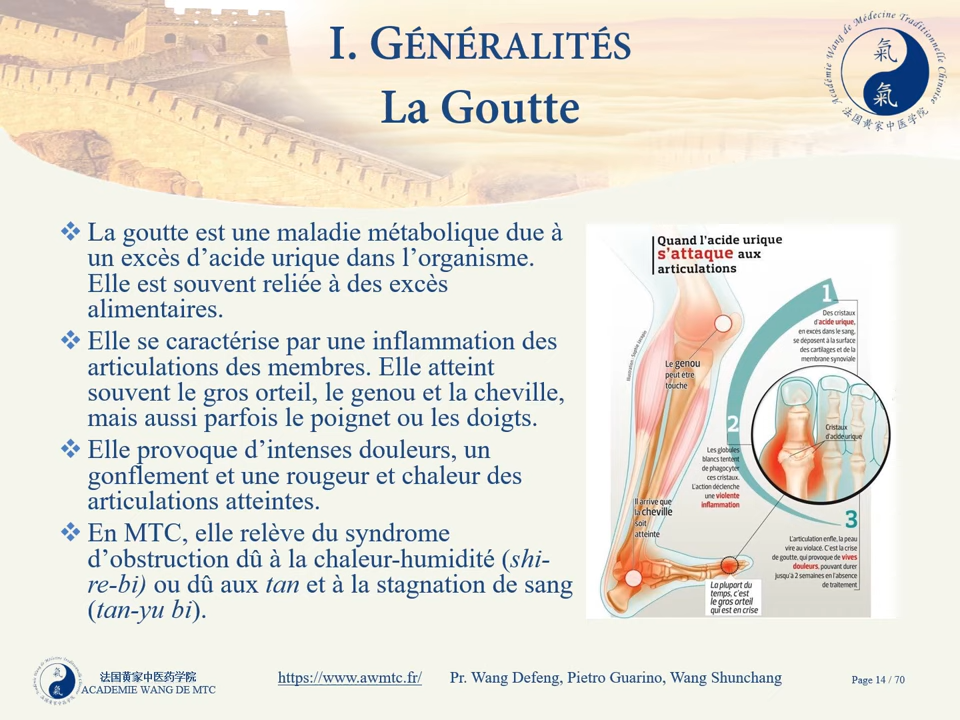 I. GÉNÉRALITÉS
La Goutte
Académie Wang de Médecine Traditionnelle Chinoise
氣
氣
法国黄家中医学院
❖ La goutte est une maladie métabolique due à
un excès d’acide urique dans l’organisme.
Elle est souvent reliée à des excès
alimentaires.
❖ Elle se caractérise par une inflammation des
articulations des membres. Elle atteint
souvent le gros orteil, le genou et la cheville,
mais aussi parfois le poignet ou les doigts.
❖ Elle provoque d’intenses douleurs, un
gonflement et une rougeur et chaleur des
articulations atteintes.
❖ En MTC, elle relève du syndrome
d’obstruction dû à la chaleur-humidité (shi-
re-bi) ou dû aux tan et à la stagnation de sang
(tan-yu bi).
Quand l'acide urique
s'attaque aux
articulations
1
Des cristaux
d'acide urique,
en excès dans le sang,
se déposent à la surface
des cartilages et de la
membrane synoviale
Le genou
peut être
touché
Cristaux
d'acide urique
2
Les globules
blancs tentent
de phagocyter
ces cristaux.
L'action déclenche
une violente
inflammation
Il arrive que
la cheville
soit
atteinte
3
L'articulation enfle, la peau
vire au violacé. C'est la crise
de goutte, qui provoque de vives
douleurs, pouvant durer
jusqu'à 2 semaines en l'absence
de traitement
La plupart du
temps, c'est
le gros orteil
qui est en crise
法国黄家中医药学院
ACADEMIE WANG DE MTC
https://www.awmtc.fr/ Pr. Wang Defeng, Pietro Guarino, Wang Shunchang
Page 14 / 70